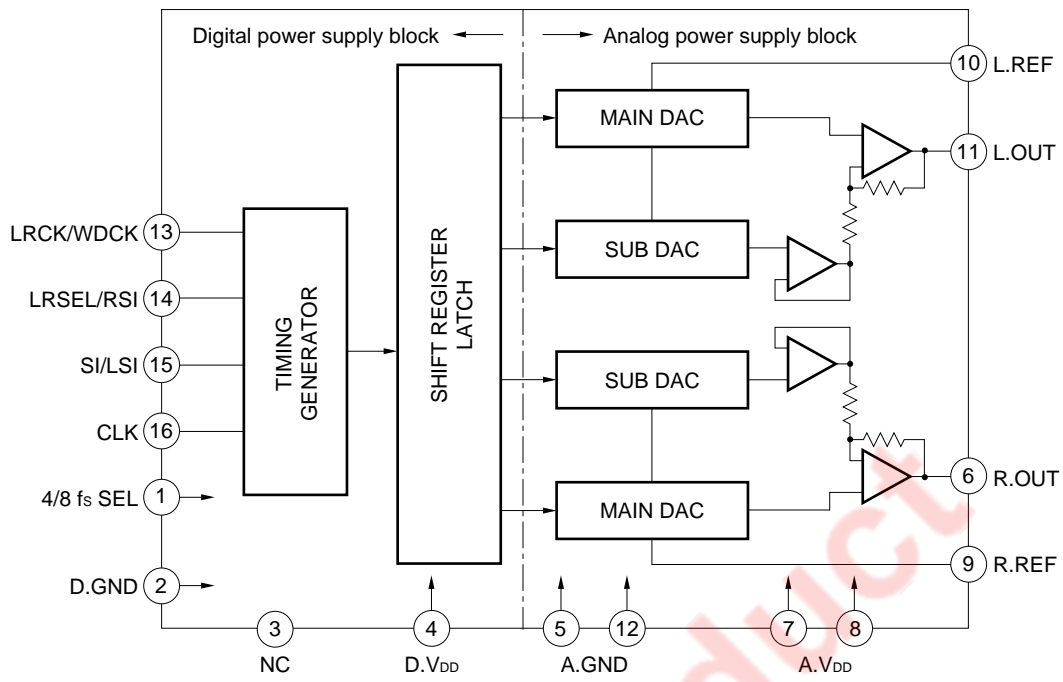 Digital power supply block
Analog power supply block
10 L.REF
MAIN DAC
11 L.OUT
LRCK/WDCK 13
SUB DAC
LRSEL/RSI 14
TIMING
GENERATOR
SHIFT REGISTER
LATCH
SI/LSI 15
SUB DAC
CLK 16
6 R.OUT
4/8 fs SEL 1
MAIN DAC
9 R.REF
D.GND 2
3
4
5
12
7
8
NC
D.VDD
A.GND
A.VDD